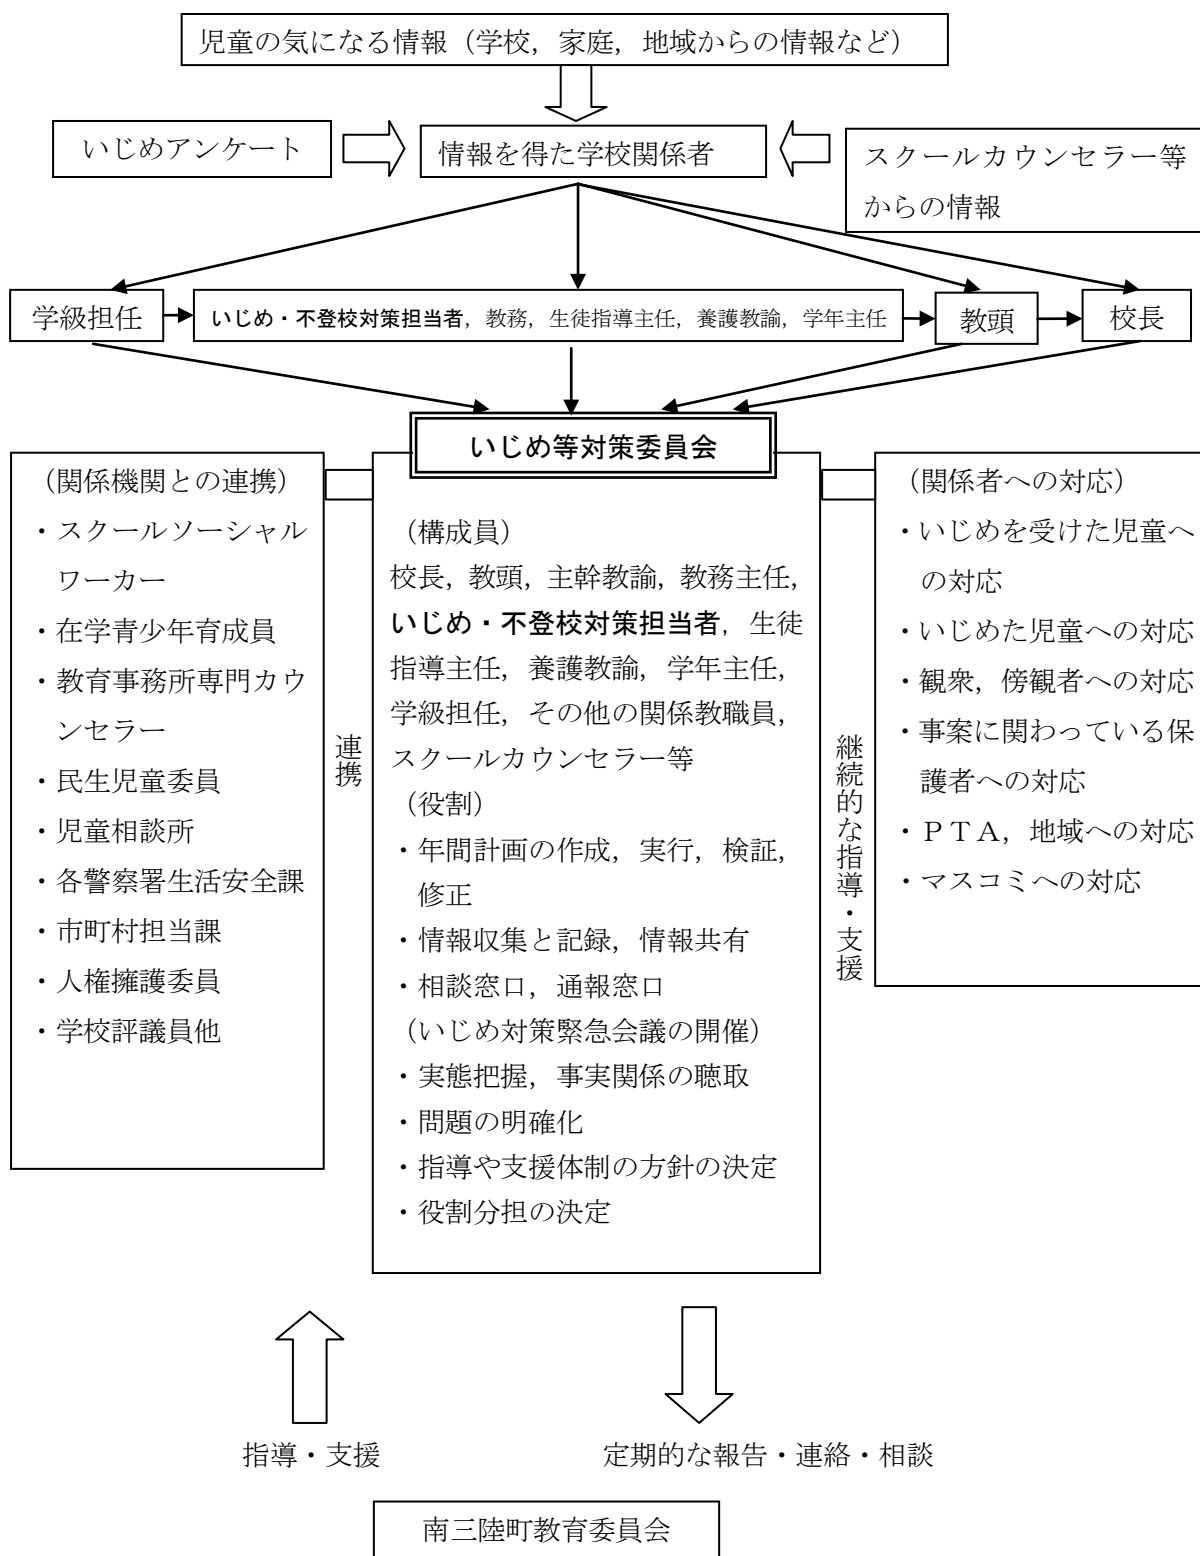 児童の気になる情報（学校，家庭，地域からの情報など）
いじめアンケート
情報を得た学校関係者
スクールカウンセラー等
からの情報
学級担任
いじめ・不登校対策担当者，教務，生徒指導主任，養護教諭，学年主任
教頭
校長
いじめ等対策委員会
（関係機関との連携）
・スクールソーシャル
ワーカー
・在学青少年育成員
・教育事務所専門カウ
ンセラー
・民生児童委員
・児童相談所
・各警察署生活安全課
・市町村担当課
・人権擁護委員
・学校評議員他
連携
（構成員）
校長，教頭，主幹教諭，教務主任，
いじめ・不登校対策担当者，生徒
指導主任，養護教諭，学年主任，
学級担任，その他の関係教職員，
スクールカウンセラー等
（役割）
・年間計画の作成，実行，検証，
修正
・情報収集と記録，情報共有
・相談窓口，通報窓口
（いじめ対策緊急会議の開催）
・実態把握，事実関係の聴取
・問題の明確化
・指導や支援体制の方針の決定
・役割分担の決定
継続的な指導・支援
（関係者への対応）
・いじめを受けた児童へ
の対応
・いじめた児童への対応
・観衆，傍観者への対応
・事案に関わっている保
護者への対応
・ＰＴＡ，地域への対応
・マスコミへの対応
指導・支援
定期的な報告・連絡・相談
南三陸町教育委員会